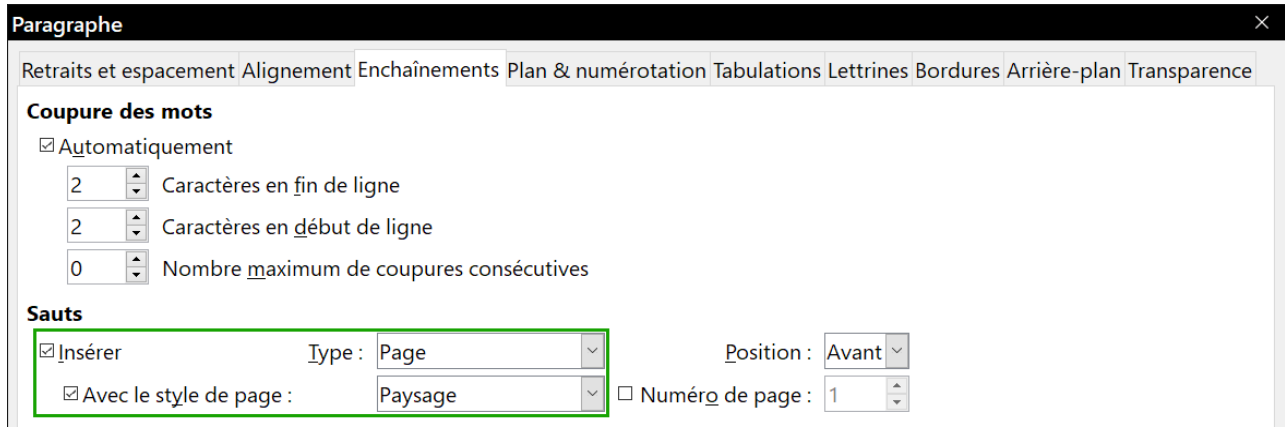 Paragraphe
Retraits et espacement Alignement Enchaînements Plan & numérotation Tabulations Lettrines Bordures Arrière-plan Transparence
Coupure des mots
Automatiquement
2 Caractères en fin de ligne
2 Caractères en début de ligne
0 Nombre maximum de coupures consécutives
Sauts
Insérer Type : Page Position : Avant
Avec le style de page : Paysage Numéro de page : 1